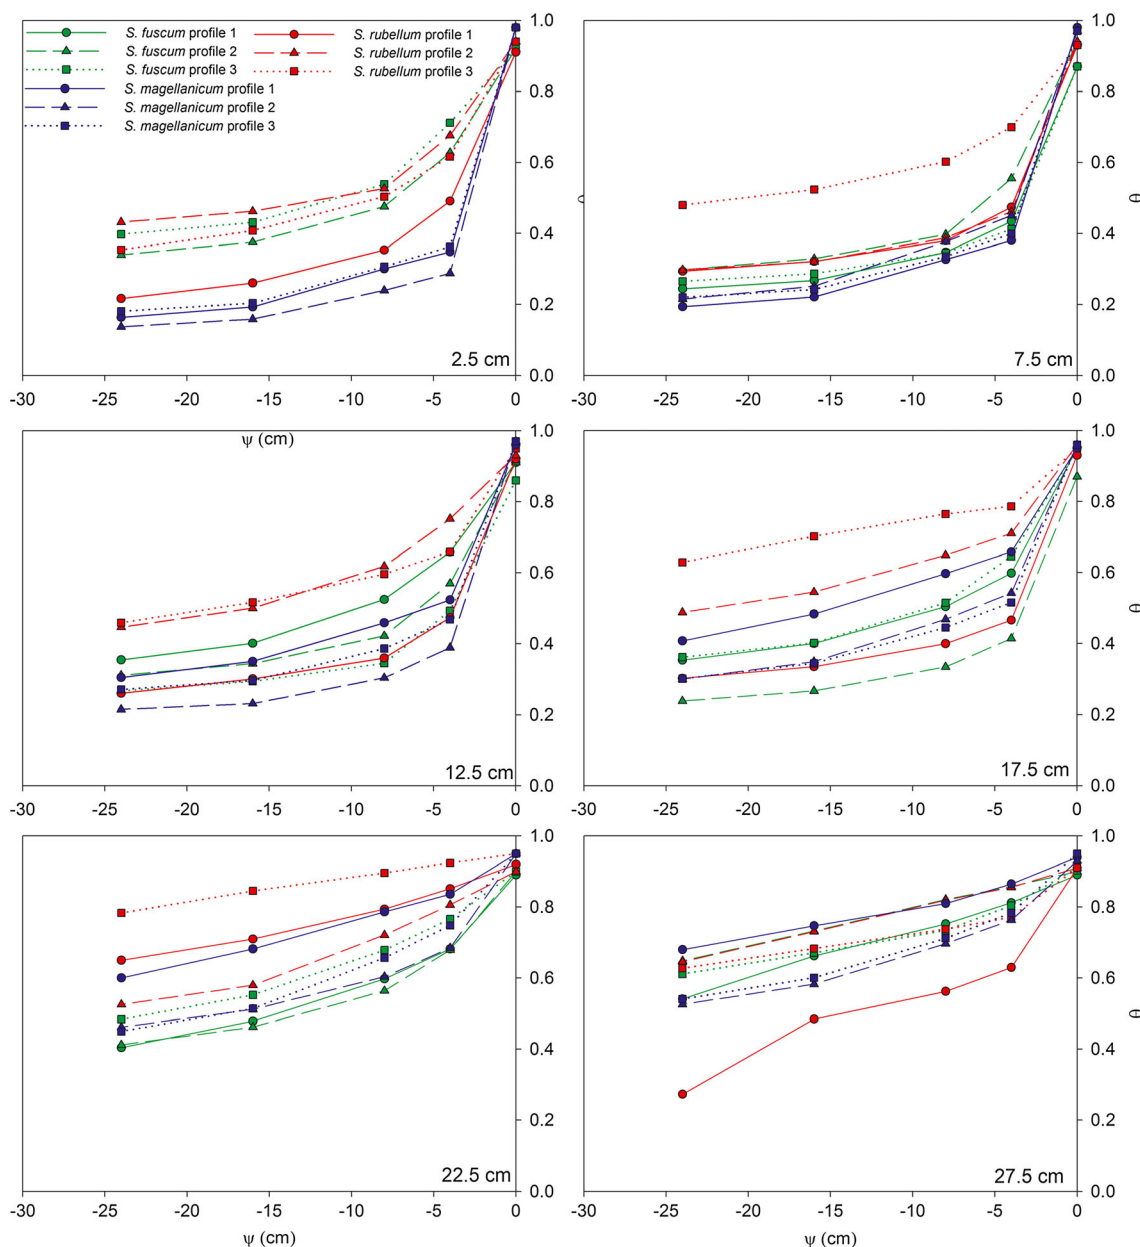 S. fuscum profile 1
S. fuscum profile 2
S. fuscum profile 3
S. magellanicum profile 1
S. magellanicum profile 2
S. magellanicum profile 3
S. rubellum profile 1
S. rubellum profile 2
S. rubellum profile 3
1.0
0.8
0.6
0.4
0.2
0.0
2.5 cm
-30 -25 -20 -15 -10 -5 0
ψ (cm)
1.0
0.8
0.6
0.4
0.2
0.0
θ
7.5 cm
-30 -25 -20 -15 -10 -5 0
1.0
0.8
0.6
0.4
0.2
0.0
12.5 cm
-30 -25 -20 -15 -10 -5 0
1.0
0.8
0.6
0.4
0.2
0.0
θ
17.5 cm
-30 -25 -20 -15 -10 -5 0
1.0
0.8
0.6
0.4
0.2
0.0
22.5 cm
-30 -25 -20 -15 -10 -5 0
ψ (cm)
1.0
0.8
0.6
0.4
0.2
0.0
θ
27.5 cm
-30 -25 -20 -15 -10 -5 0
ψ (cm)